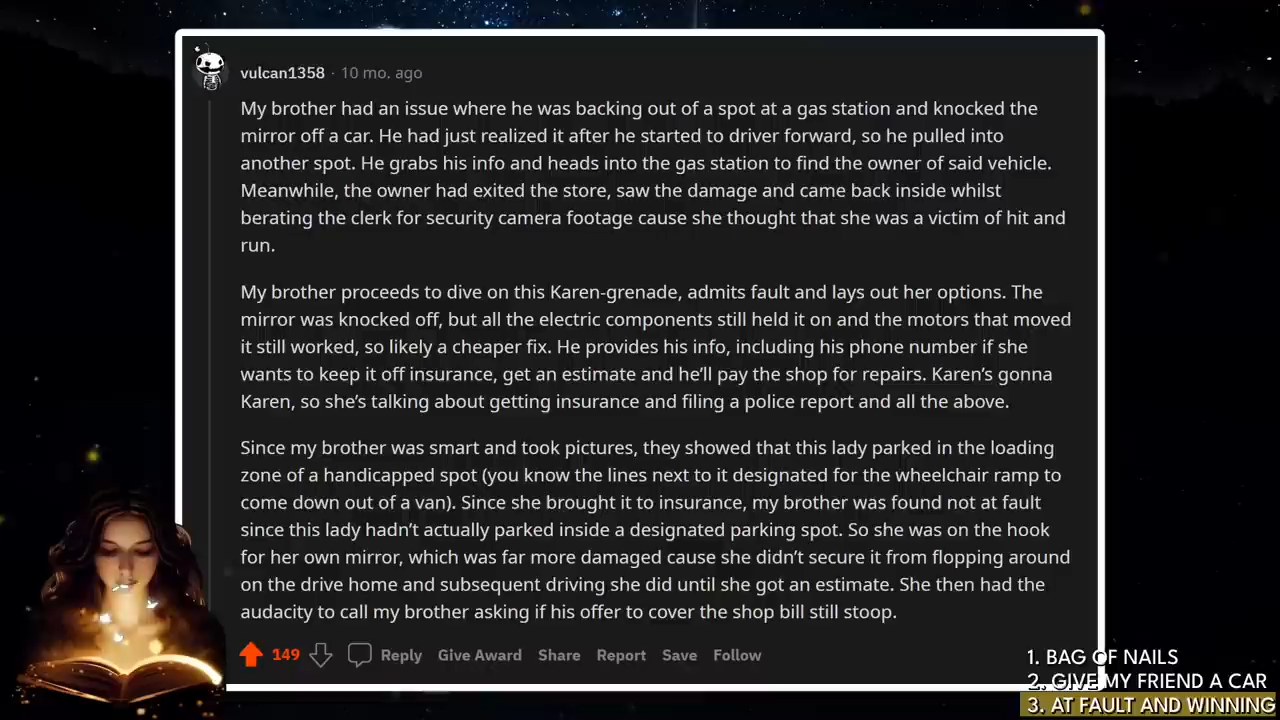 vulcan1358 · 10 mo. ago
My brother had an issue where he was backing out of a spot at a gas station and knocked the
mirror off a car. He had just realized it after he started to driver forward, so he pulled into
another spot. He grabs his info and heads into the gas station to find the owner of said vehicle.
Meanwhile, the owner had exited the store, saw the damage and came back inside whilst
berating the clerk for security camera footage cause she thought that she was a victim of hit and
run.
My brother proceeds to dive on this Karen-grenade, admits fault and lays out her options. The
mirror was knocked off, but all the electric components still held it on and the motors that moved
it still worked, so likely a cheaper fix. He provides his info, including his phone number if she
wants to keep it off insurance, get an estimate and he'll pay the shop for repairs. Karen's gonna
Karen, so she's talking about getting insurance and filing a police report and all the above.
Since my brother was smart and took pictures, they showed that this lady parked in the loading
zone of a handicapped spot (you know the lines next to it designated for the wheelchair ramp to
come down out of a van). Since she brought it to insurance, my brother was found not at fault
since this lady hadn't actually parked inside a designated parking spot. So she was on the hook
for her own mirror, which was far more damaged cause she didn't secure it from flopping around
on the drive home and subsequent driving she did until she got an estimate. She then had the
audacity to call my brother asking if his offer to cover the shop bill still stoop.
149 Reply Give Award Share Report Save Follow
1. BAG OF NAILS
2. GIVE MY FRIEND A CAR
3. AT FAULT AND WINNING